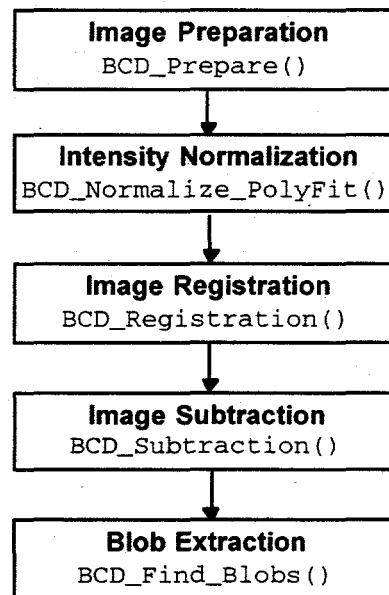 Image Preparation
BCD_Prepare()
Intensity Normalization
BCD_Normalize_PolyFit()
Image Registration
BCD_Registration()
Image Subtraction
BCD_Subtraction()
Blob Extraction
BCD_Find_Blobs()